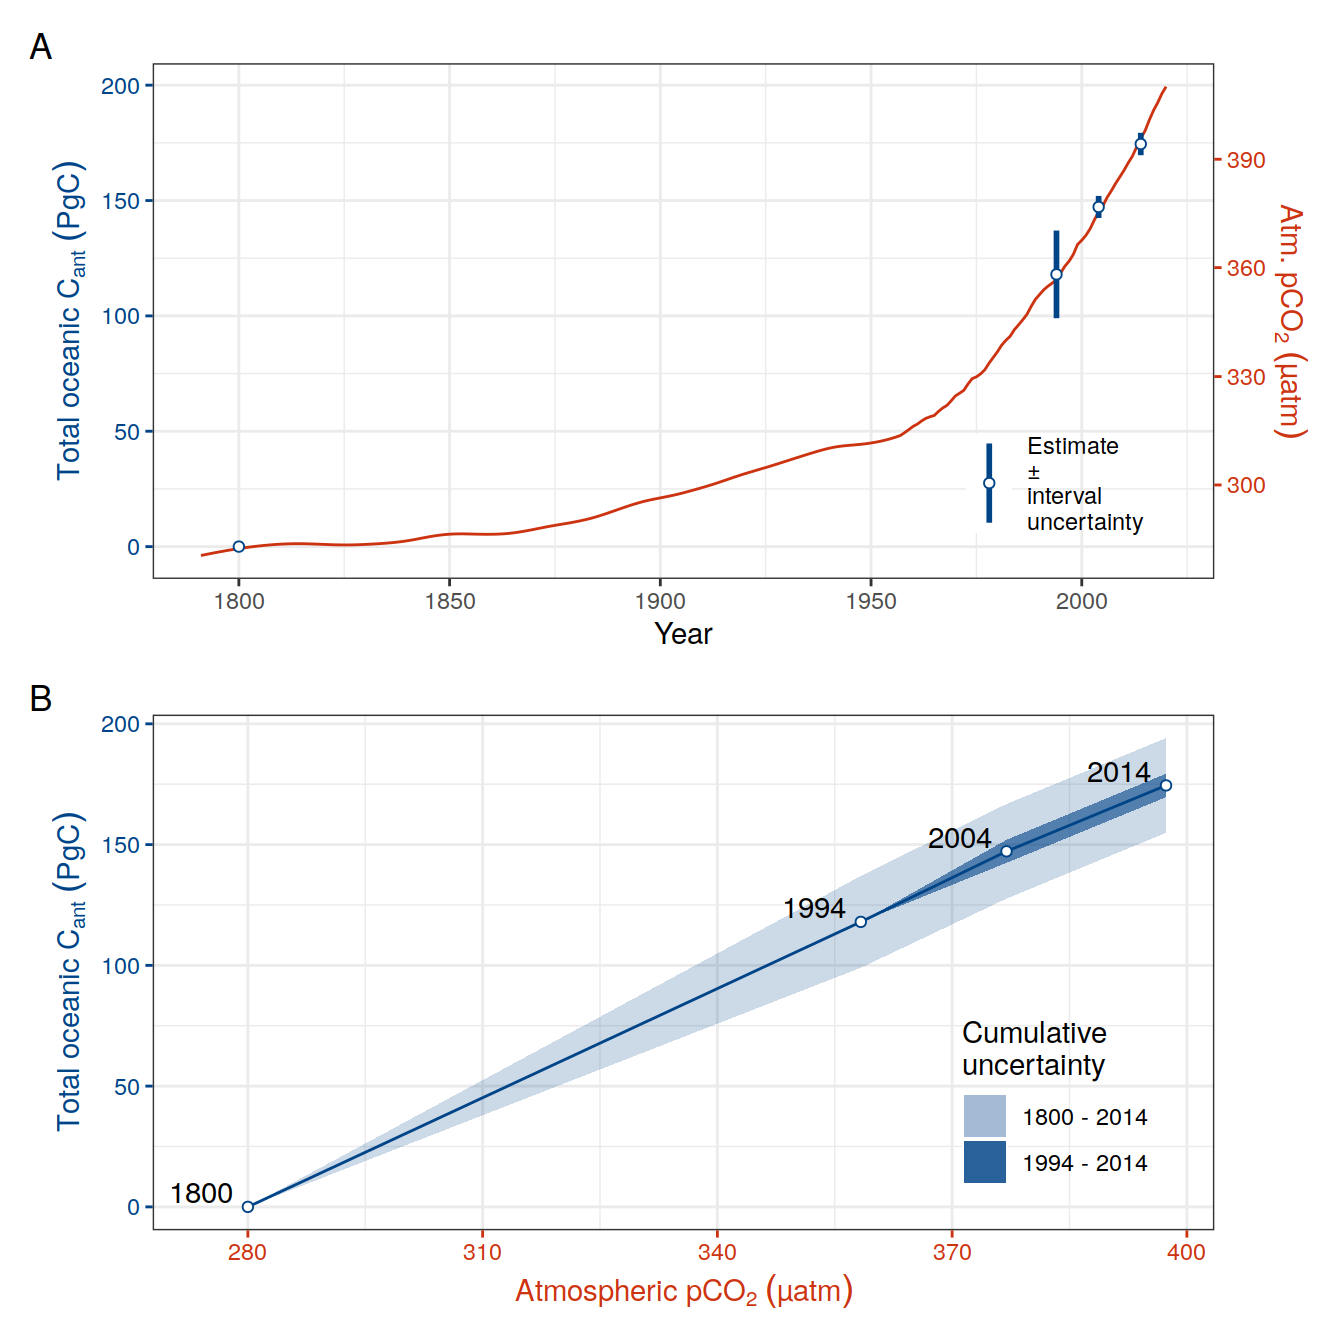 A
Total oceanic Cant (PgC)
200
150
100
50
0
390
360
330
300
Atm. pCO2 (µatm)
Estimate
±
interval
uncertainty
1800 1850 1900 1950 2000
Year
B
Total oceanic Cant (PgC)
200
150
100
50
0
2014
2004
1994
1800
Cumulative
uncertainty
1800 - 2014
1994 - 2014
280 310 340 370 400
Atmospheric pCO2 (µatm)